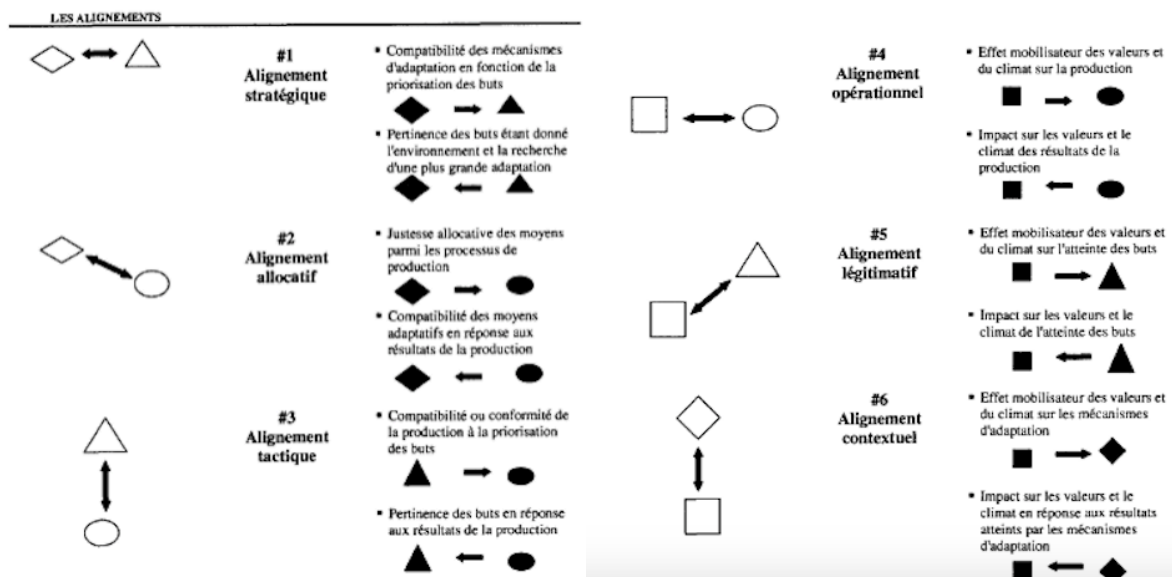 LES ALIGNEMENTS
#1
Alignement
stratégique
▪ Compatibilité des mécanismes
d'adaptation en fonction de la
priorisation des buts
▪ Pertinence des buts étant donné
l'environnement et la recherche
d'une plus grande adaptation
#2
Alignement
allocatif
▪ Justesse allocative des moyens
parmi les processus de
production
▪ Compatibilité des moyens
adaptatifs en réponse aux
résultats de la production
#3
Alignement
tactique
▪ Compatibilité ou conformité de
la production à la priorisation
des buts
▪ Pertinence des buts en réponse
aux résultats de la production
#4
Alignement
opérationnel
▪ Effet mobilisateur des valeurs et
du climat sur la production
▪ Impact sur les valeurs et le
climat des résultats de la
production
#5
Alignement
légitimatif
▪ Effet mobilisateur des valeurs et
du climat sur l'atteinte des buts
▪ Impact sur les valeurs et le
climat de l'atteinte des buts
#6
Alignement
contextuel
▪ Effet mobilisateur des valeurs et
du climat sur les mécanismes
d'adaptation
▪ Impact sur les valeurs et le
climat en réponse aux résultats
atteints par les mécanismes
d'adaptation